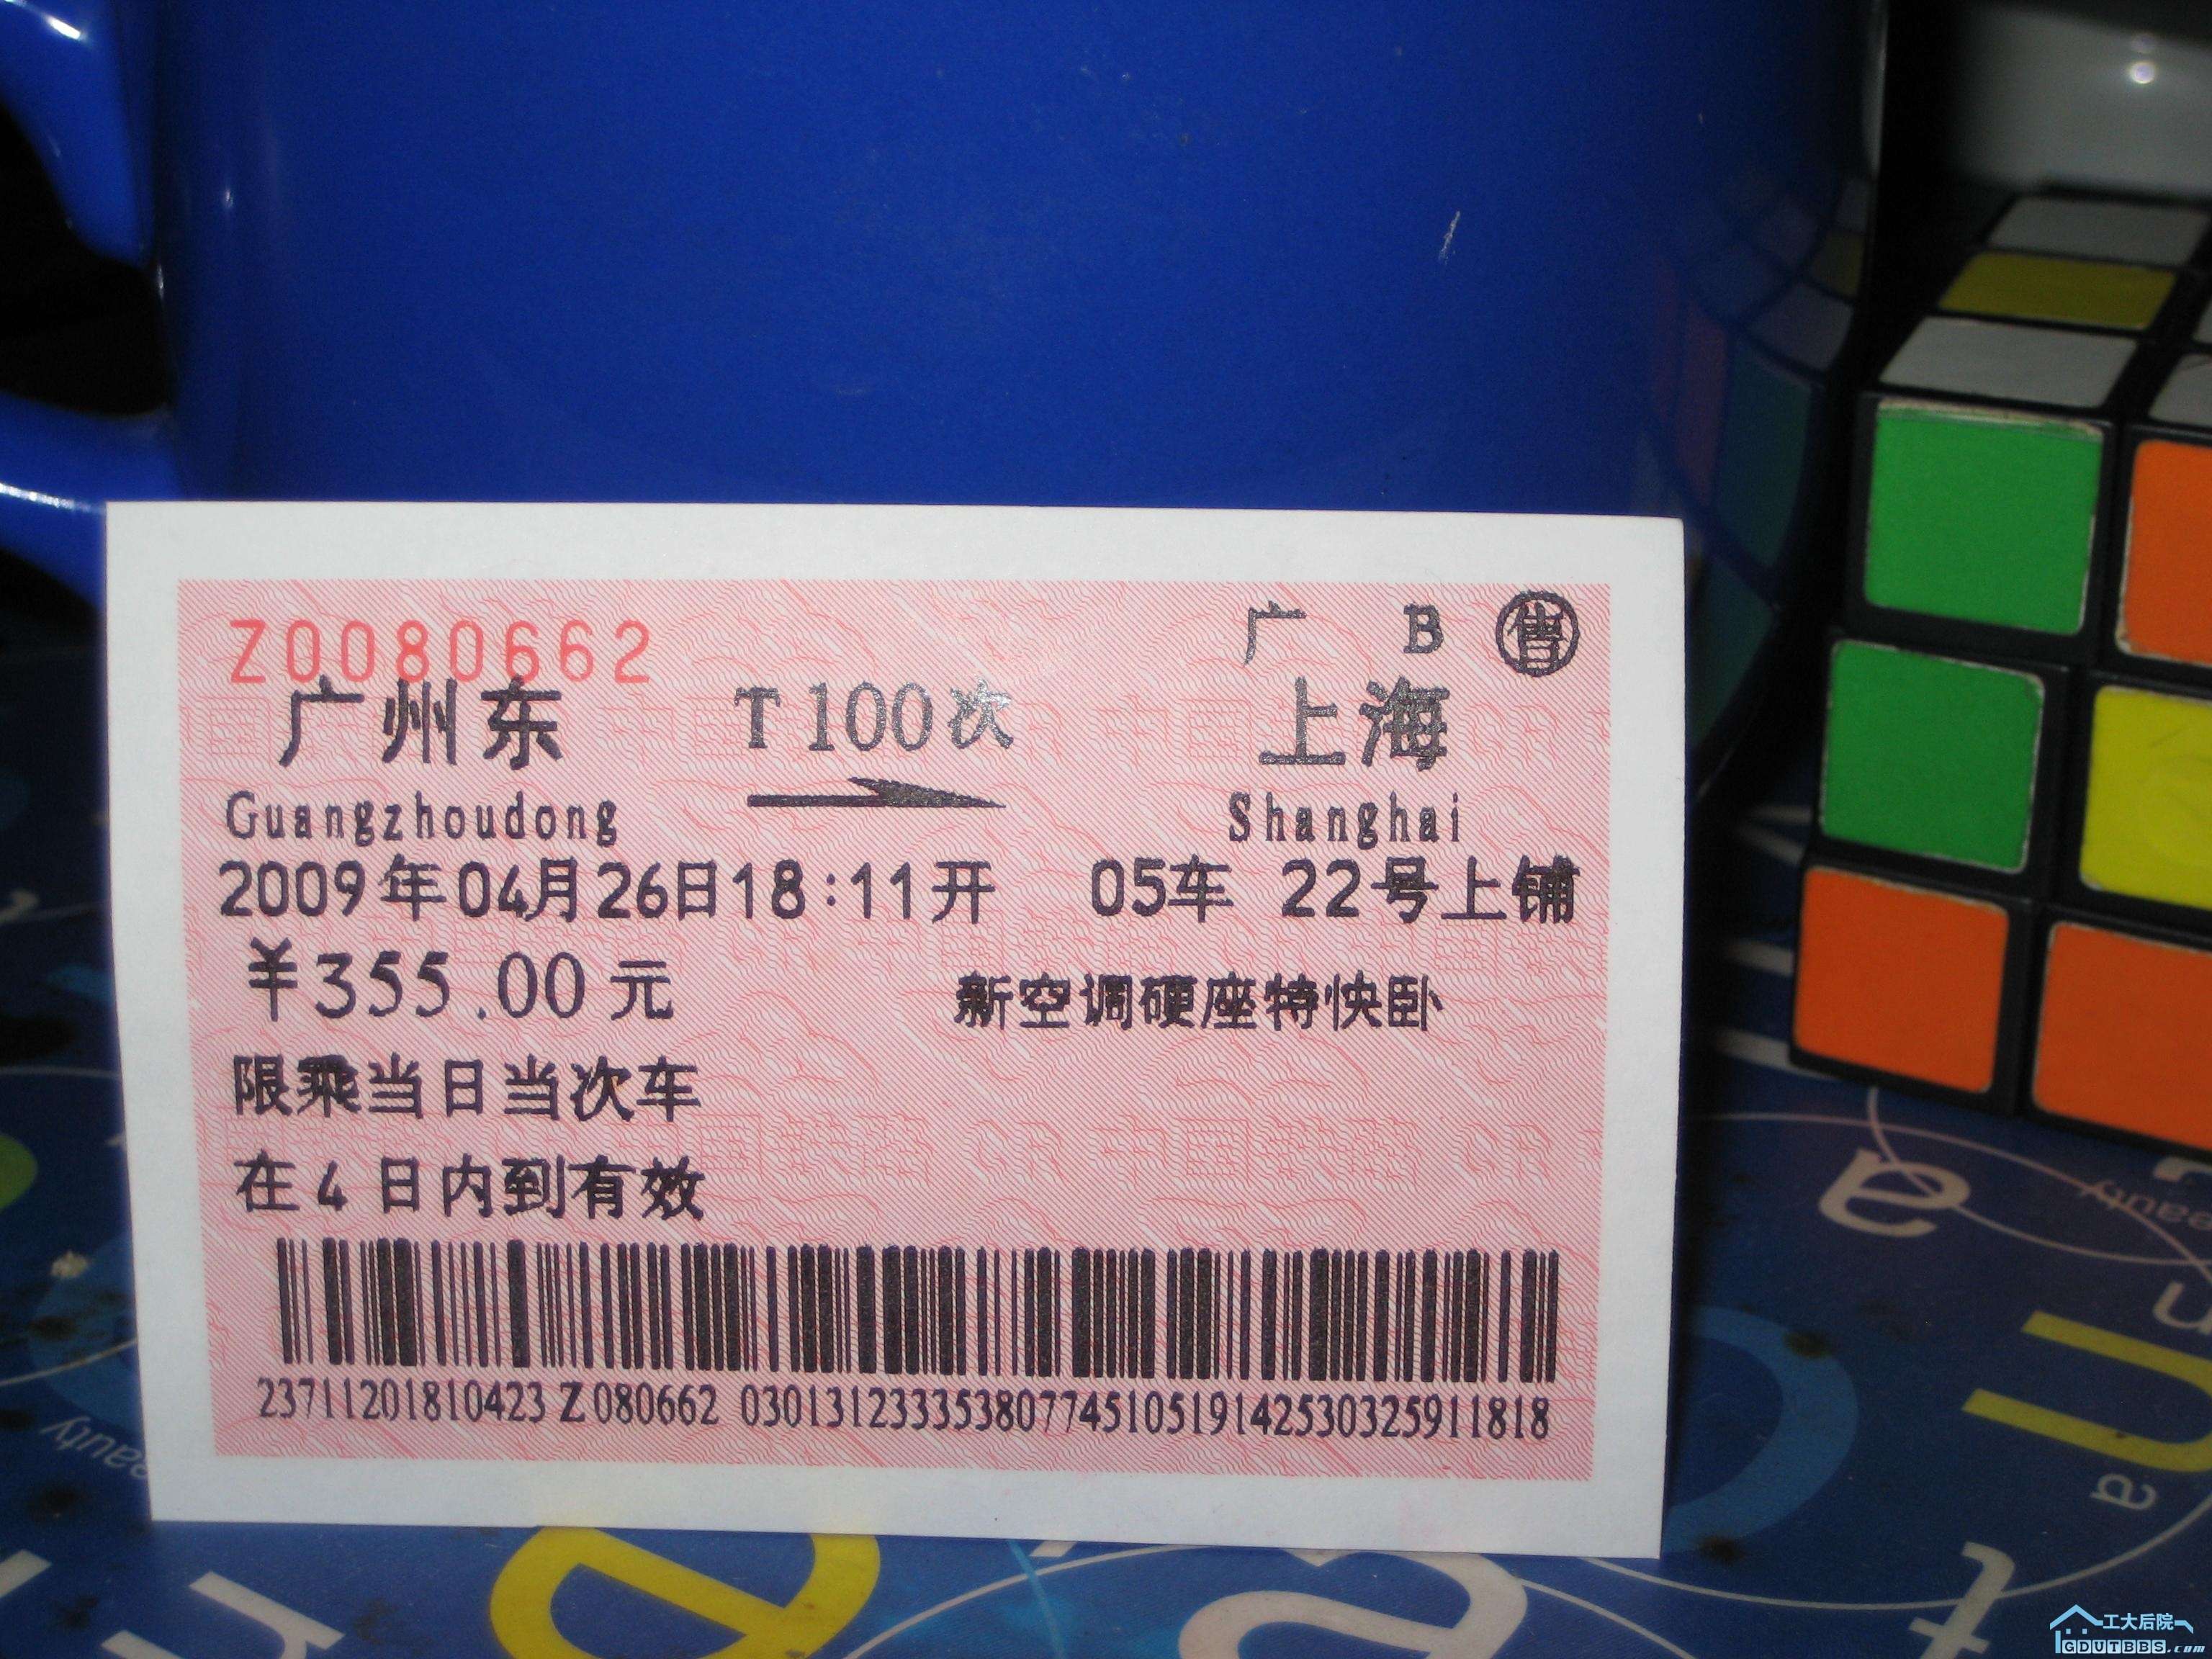 Z0080662
广 B 售
广州东 T100次 上海
Guangzhoudong Shanghai
2009年04月26日18:11开 05车 22号上铺
¥355.00元 新空调硬座特快卧
限乘当日当次车
在4日内到有效
23711201810423 Z080662 03013123335380774510519142530325911818
a
eauty
n
a
t
e
a
r
eauty
工大后院
GDUTBBS.com